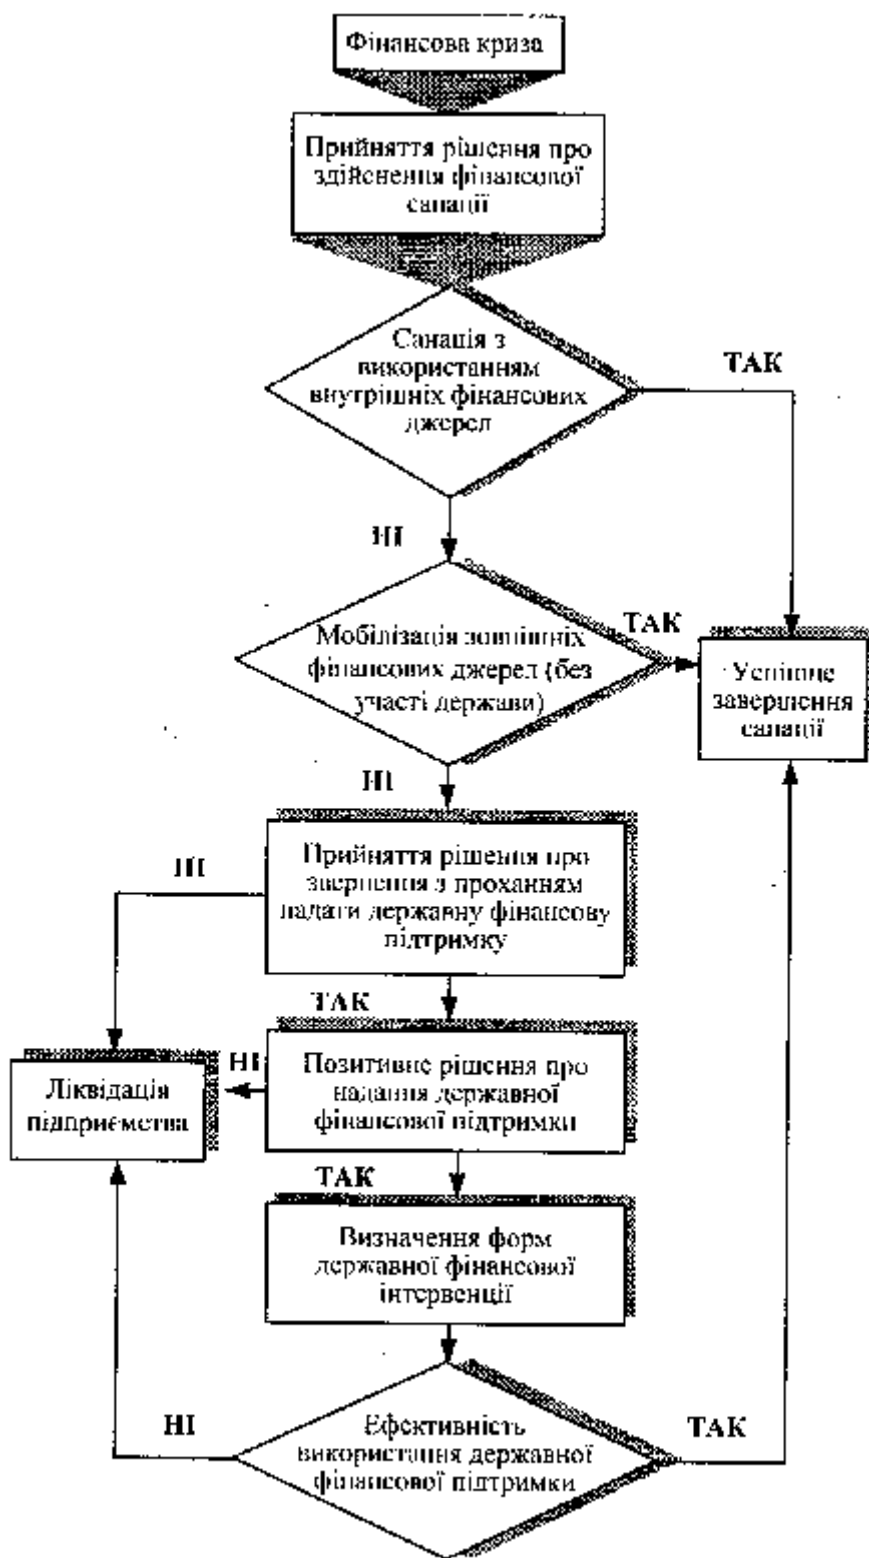 Фінансова криза
Прийняття рішення про
здійснення фінансової
санації
Санація з
використанням
внутрішніх фінансових
джерел
ТАК
НІ
Мобілізація зовнішніх
фінансових джерел (без
участі держави)
ТАК
Успішне
завершення
санації
НІ
Прийняття рішення про
звернення з проханням
надати державну фінансову
підтримку
НІ
ТАК
Позитивне рішення про
надання державної
фінансової підтримки
НІ
Ліквідація
підприємства
ТАК
Визначення форм
державної фінансової
інтервенції
Ефективність
використання державної
фінансової підтримки
НІ
ТАК